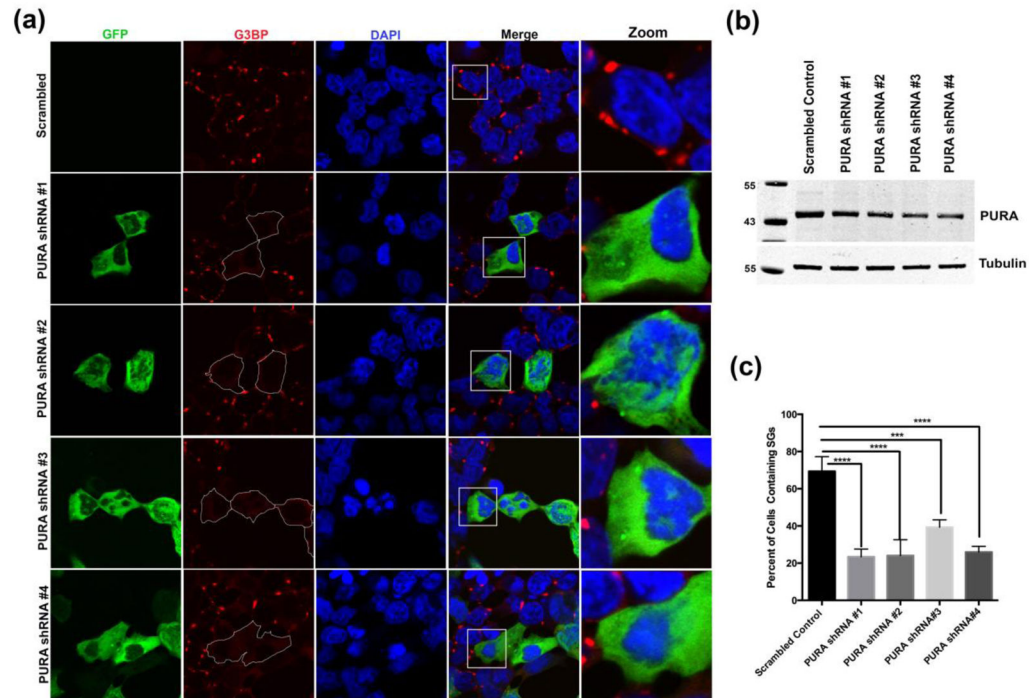 (a)
GFP
G3BP
DAPI
Merge
Zoom
Scrambled
PURA shRNA #1
PURA shRNA #2
PURA shRNA #3
PURA shRNA #4
(b)
Scrambled Control
PURA shRNA #1
PURA shRNA #2
PURA shRNA #3
PURA shRNA #4
55
43
PURA
55
Tubulin
(c)
Percent of Cells Containing SGs
100
80
60
40
20
0
****
***
****
****
Scrambled Control
PURA shRNA #1
PURA shRNA #2
PURA shRNA#3
PURA shRNA#4